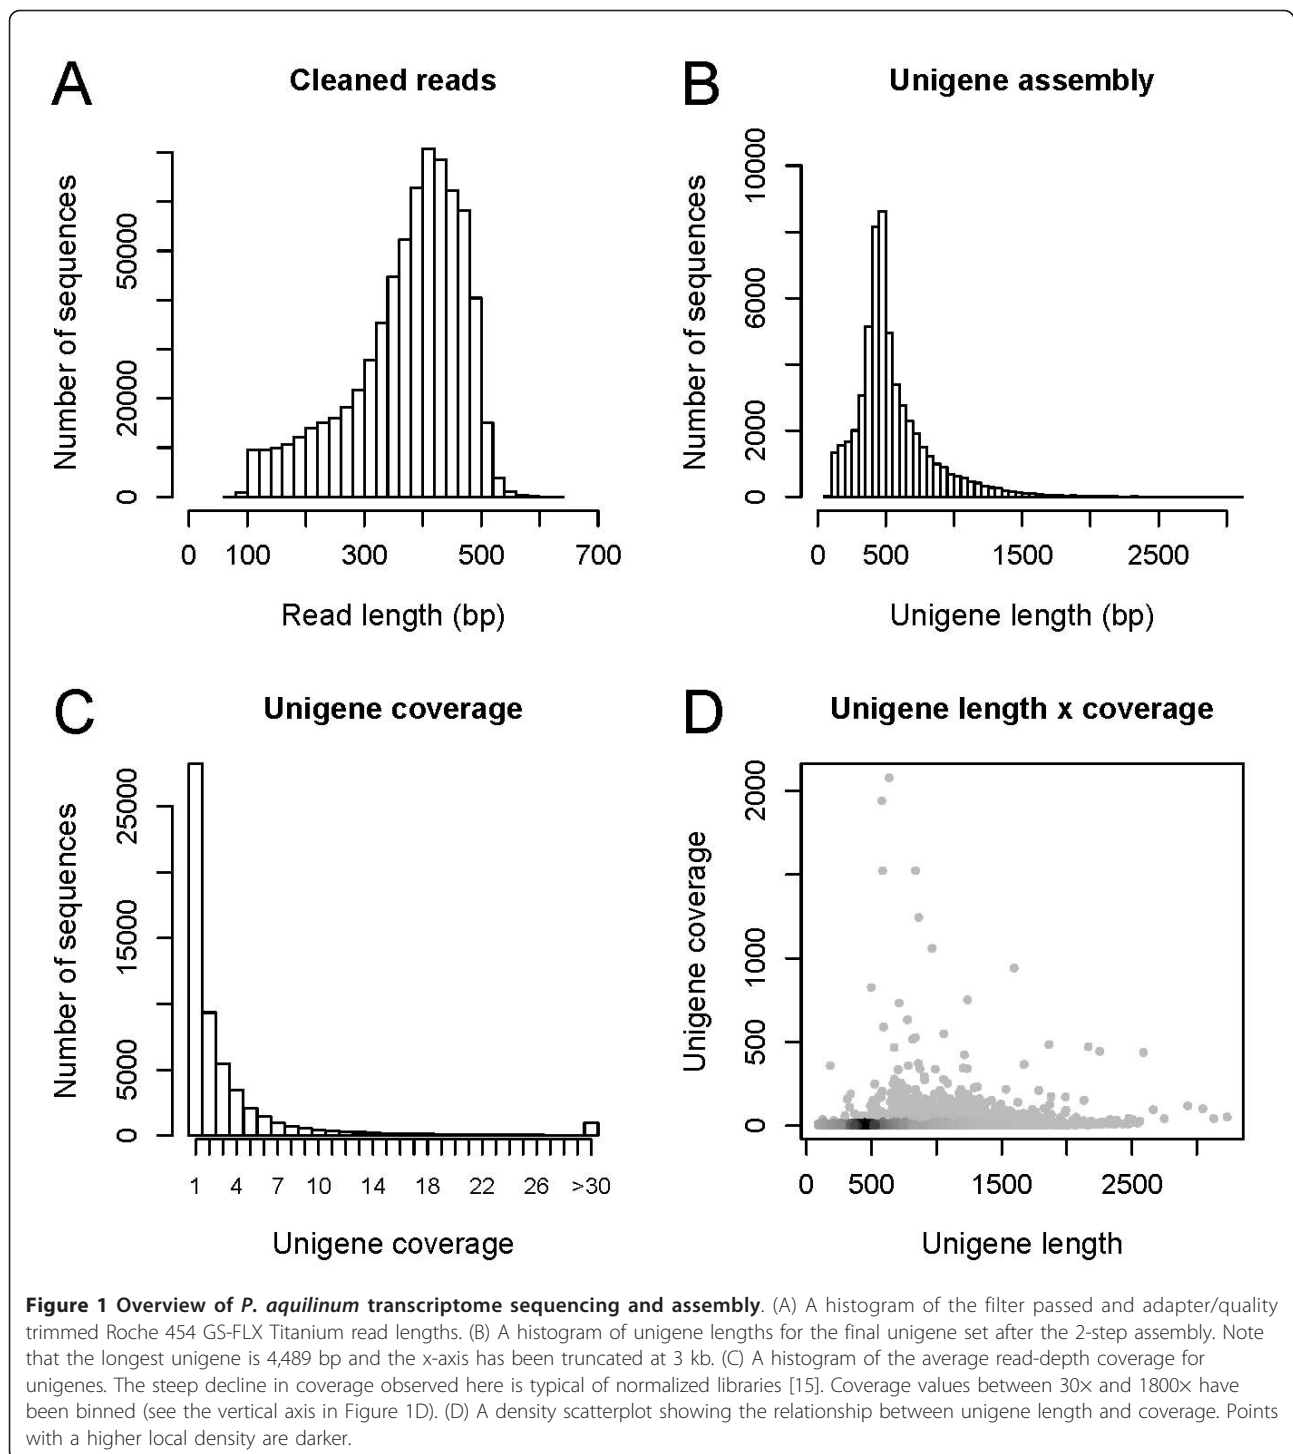 A
Cleaned reads
Number of sequences
50000
20000
0
0 100 300 500 700
Read length (bp)
B
Unigene assembly
Number of sequences
10000
6000
2000
0
0 500 1500 2500
Unigene length (bp)
C
Unigene coverage
Number of sequences
25000
15000
5000
0
1 4 7 10 14 18 22 26 >30
Unigene coverage
D
Unigene length x coverage
Unigene coverage
2000
1000
500
0
0 500 1500 2500
Unigene length
Figure 1 Overview of P. aquilinum transcriptome sequencing and assembly. (A) A histogram of the filter passed and adapter/quality
trimmed Roche 454 GS-FLX Titanium read lengths. (B) A histogram of unigene lengths for the final unigene set after the 2-step assembly. Note
that the longest unigene is 4,489 bp and the x-axis has been truncated at 3 kb. (C) A histogram of the average read-depth coverage for
unigenes. The steep decline in coverage observed here is typical of normalized libraries [15]. Coverage values between 30× and 1800× have
been binned (see the vertical axis in Figure 1D). (D) A density scatterplot showing the relationship between unigene length and coverage. Points
with a higher local density are darker.